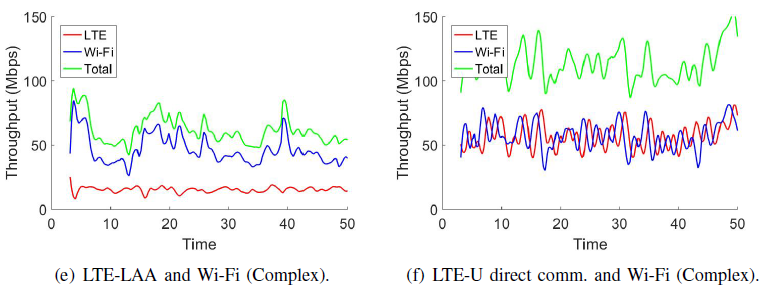 150
LTE
Wi-Fi
Total
100
50
0
Throughput (Mbps)
0 10 20 30 40 50
Time
(e) LTE-LAA and Wi-Fi (Complex).
150
LTE
Wi-Fi
Total
100
50
0
Throughput (Mbps)
0 10 20 30 40 50
Time
(f) LTE-U direct comm. and Wi-Fi (Complex).